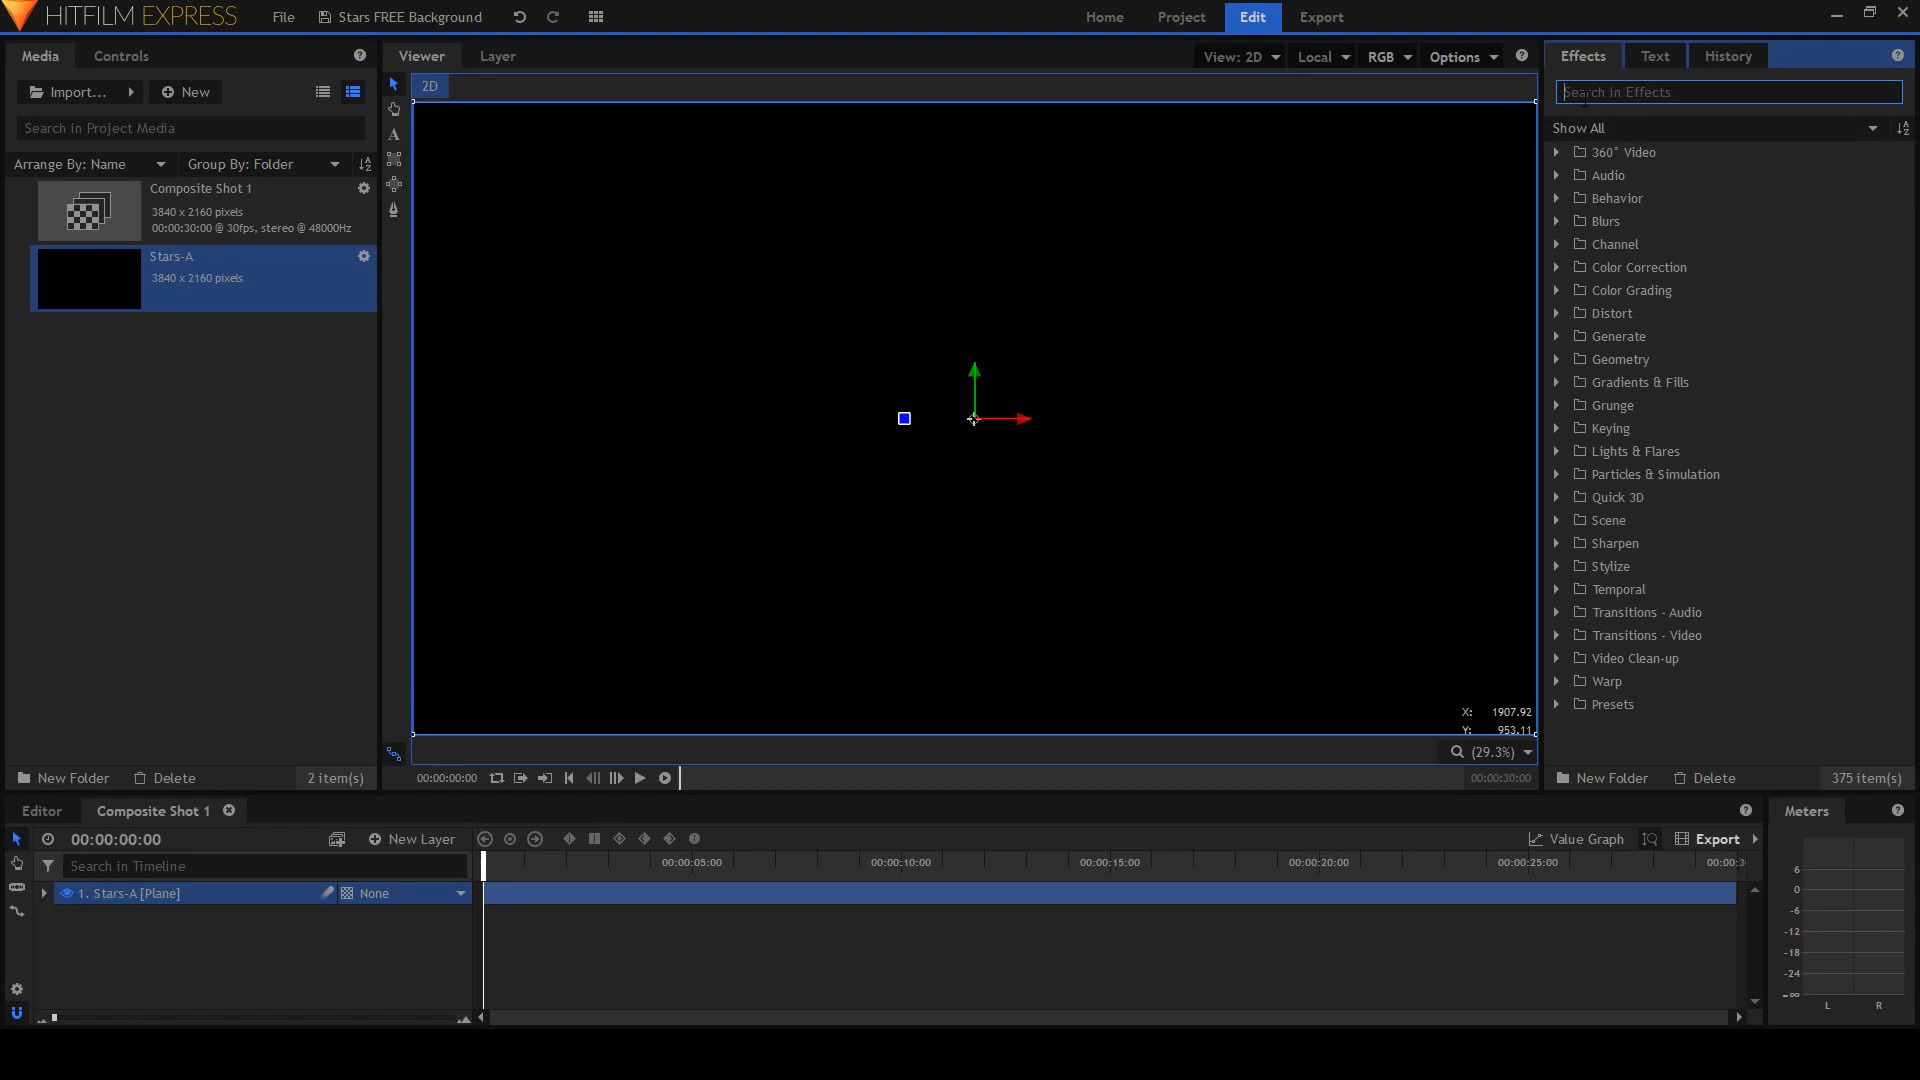 HITFILM EXPRESS
File
Stars FREE Background
Home
Project
Edit
Export
Media
Controls
Import...
New
Search in Project Media
Arrange By: Name
Group By: Folder
Composite Shot 1
3840 x 2160 pixels
00:00:30:00 @ 30fps, stereo @ 48000Hz
Stars-A
3840 x 2160 pixels
New Folder
Delete
2 item(s)
Viewer
Layer
View: 2D
Local
RGB
Options
2D
X: 1907.92
Y: 953.11
(29.3%)
00:00:00:00
00:00:30:00
Effects
Text
History
Search in Effects
Show All
360° Video
Audio
Behavior
Blurs
Channel
Color Correction
Color Grading
Distort
Generate
Geometry
Gradients & Fills
Grunge
Keying
Lights & Flares
Particles & Simulation
Quick 3D
Scene
Sharpen
Stylize
Temporal
Transitions - Audio
Transitions - Video
Video Clean-up
Warp
Presets
New Folder
Delete
375 item(s)
Editor
Composite Shot 1
00:00:00:00
New Layer
Value Graph
Export
Search in Timeline
00:00:05:00
00:00:10:00
00:00:15:00
00:00:20:00
00:00:25:00
00:00:3
1. Stars-A [Plane]
None
Meters
6
0
-6
-12
-18
-24
-∞
L
R